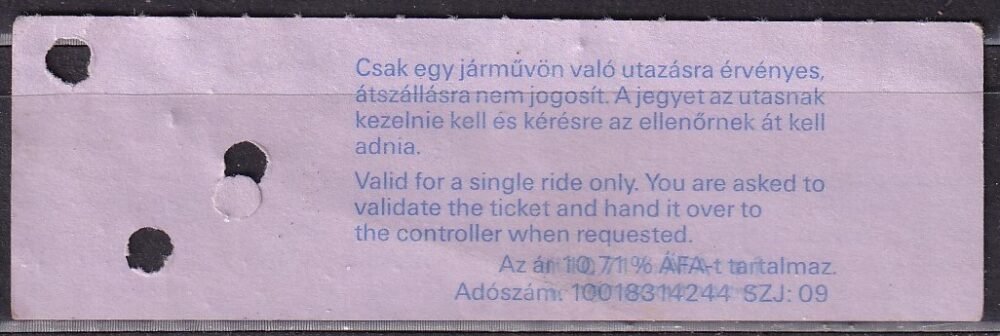 Csak egy járművön való utazásra érvényes,
átszállásra nem jogosít. A jegyet az utasnak
kezelnie kell és kérésre az ellenőrnek át kell
adnia.
Valid for a single ride only. You are asked to
validate the ticket and hand it over to
the controller when requested.
Az ár 10,71% ÁFA-t tartalmaz.
Adószám: 10018314244 SZJ: 09